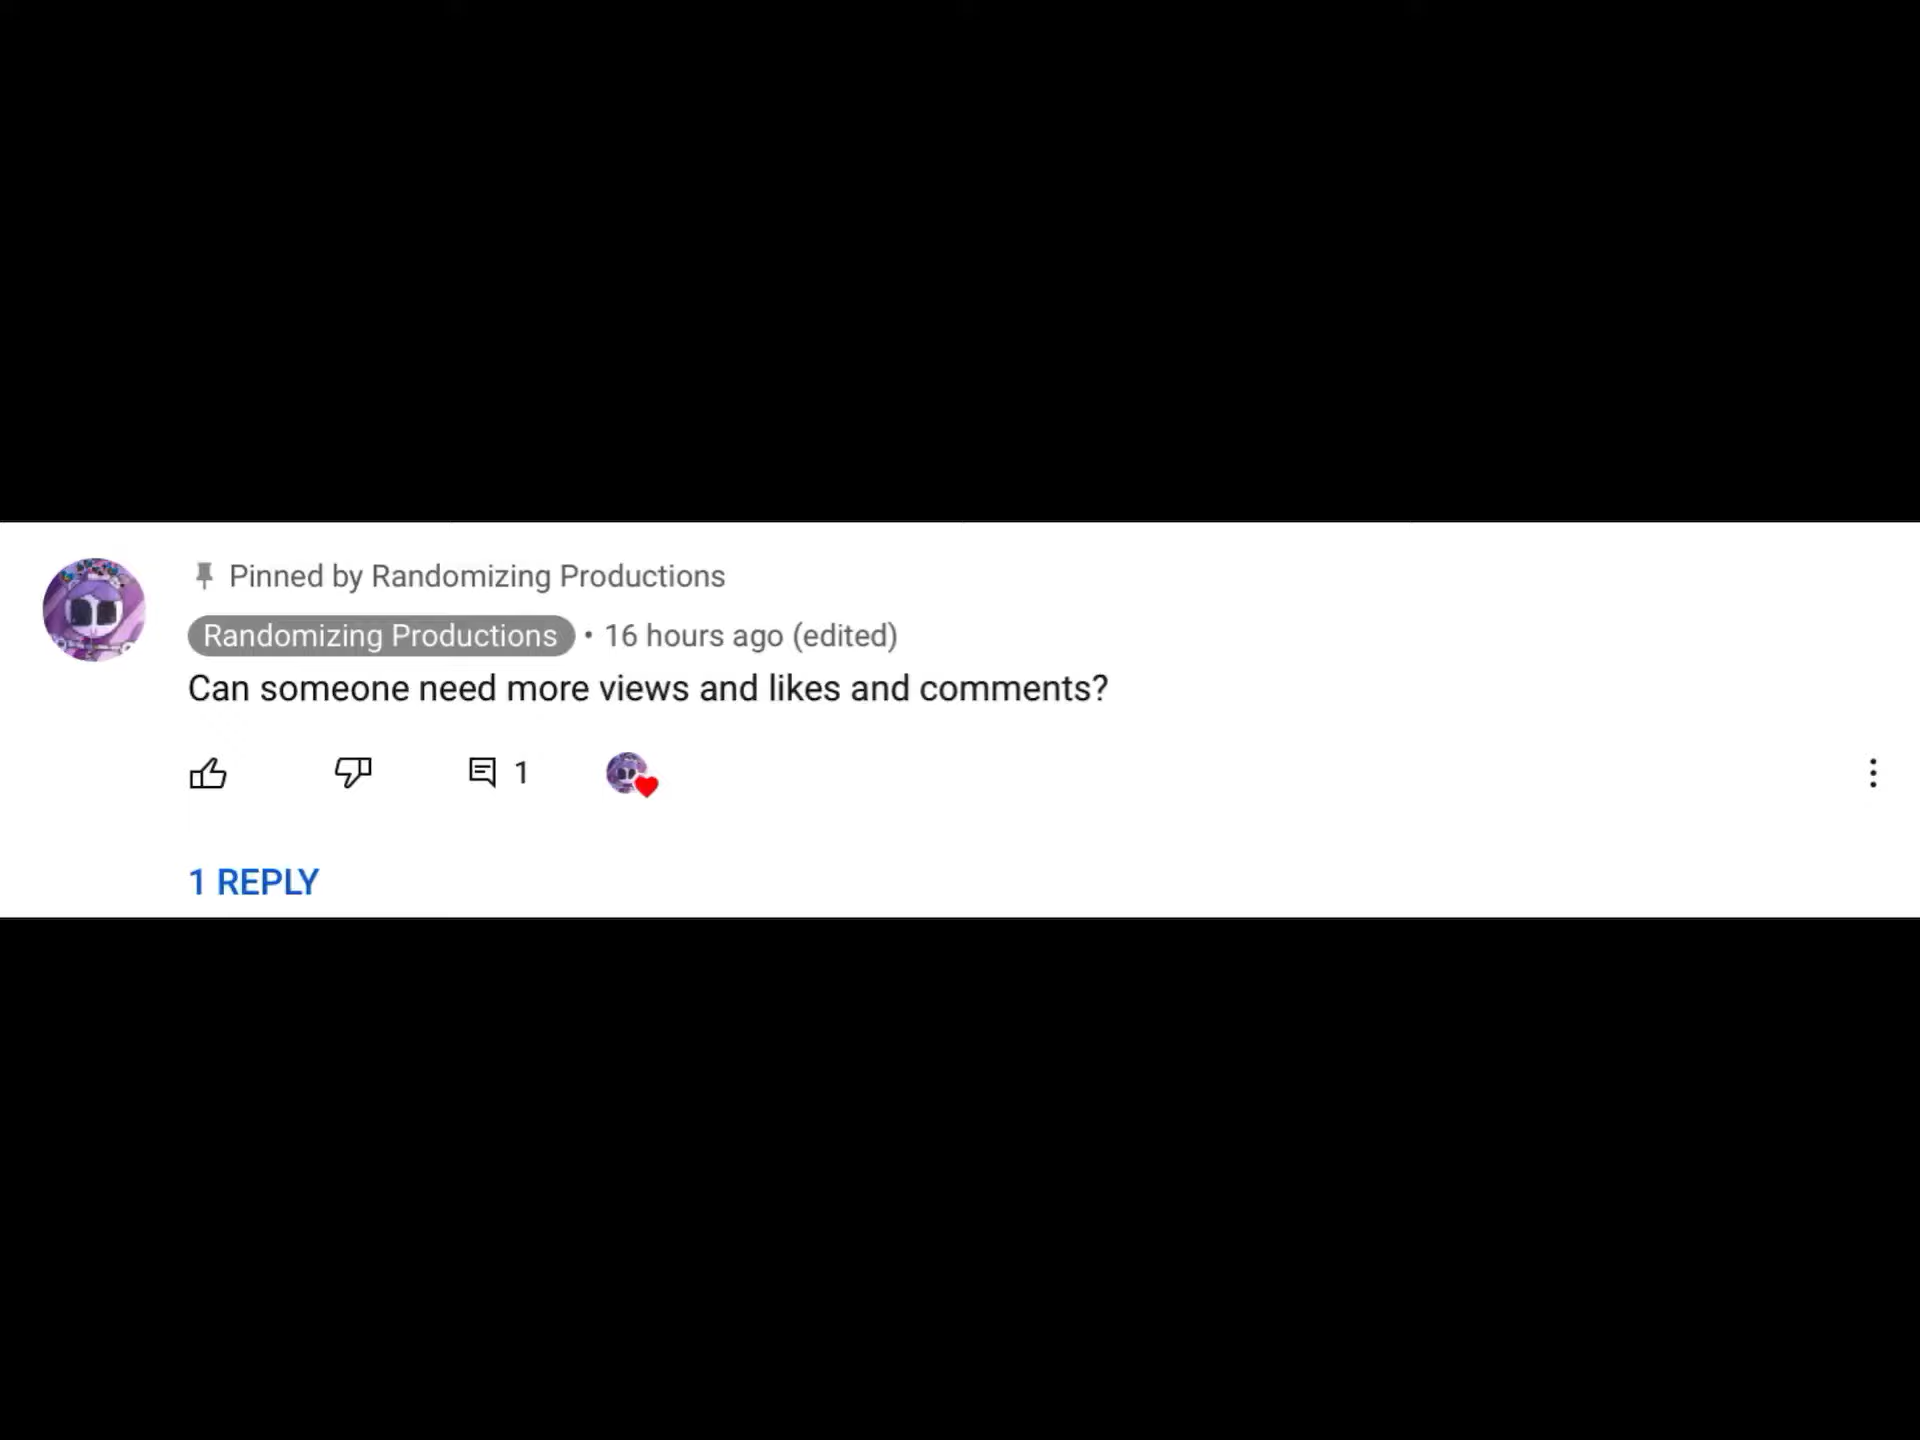 Pinned by Randomizing Productions
Randomizing Productions • 16 hours ago (edited)
Can someone need more views and likes and comments?
1
1 REPLY